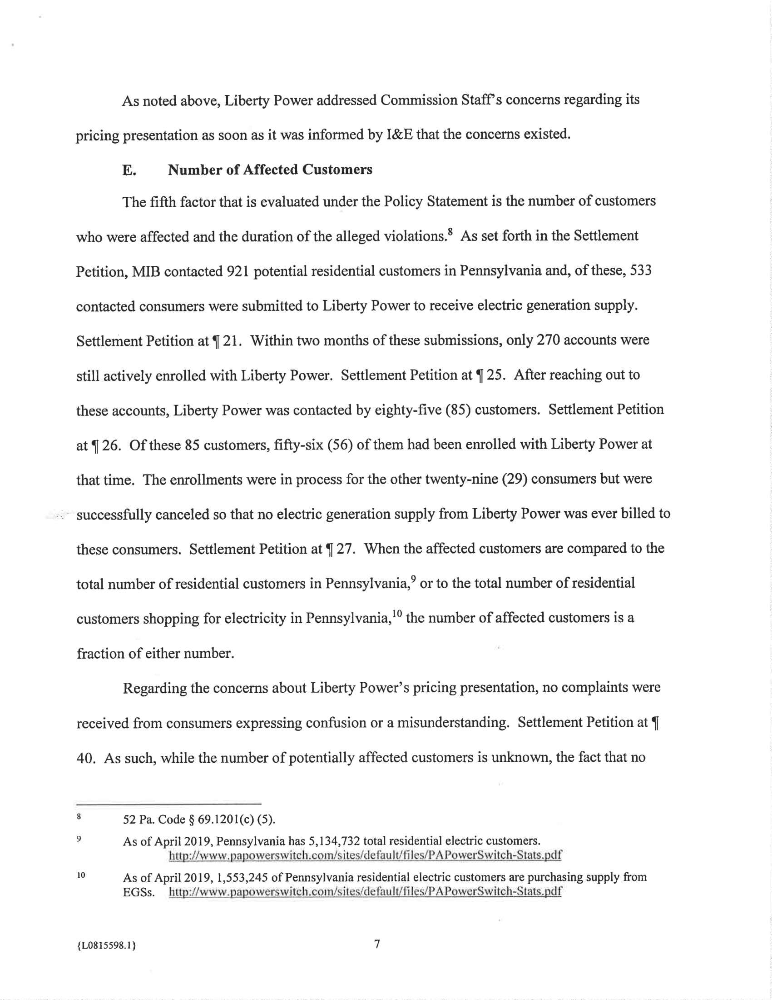 As noted above, Liberty Power addressed Commission Staff's concerns regarding its
pricing presentation as soon as it was informed by I&E that the concerns existed.
E. Number of Affected Customers
The fifth factor that is evaluated under the Policy Statement is the number of customers
who were affected and the duration of the alleged violations.8 As set forth in the Settlement
Petition, MIB contacted 921 potential residential customers in Pennsylvania and, of these, 533
contacted consumers were submitted to Liberty Power to receive electric generation supply.
Settlement Petition at ¶ 21. Within two months of these submissions, only 270 accounts were
still actively enrolled with Liberty Power. Settlement Petition at ¶ 25. After reaching out to
these accounts, Liberty Power was contacted by eighty-five (85) customers. Settlement Petition
at ¶ 26. Of these 85 customers, fifty-six (56) of them had been enrolled with Liberty Power at
that time. The enrollments were in process for the other twenty-nine (29) consumers but were
successfully canceled so that no electric generation supply from Liberty Power was ever billed to
these consumers. Settlement Petition at ¶ 27. When the affected customers are compared to the
total number of residential customers in Pennsylvania,9 or to the total number of residential
customers shopping for electricity in Pennsylvania,10 the number of affected customers is a
fraction of either number.
Regarding the concerns about Liberty Power's pricing presentation, no complaints were
received from consumers expressing confusion or a misunderstanding. Settlement Petition at ¶
40. As such, while the number of potentially affected customers is unknown, the fact that no
8 52 Pa. Code § 69.1201(c) (5).
9 As of April 2019, Pennsylvania has 5,134,732 total residential electric customers.
http://www.papowerswitch.com/sites/default/files/PAPowerSwitch-Stats.pdf
10 As of April 2019, 1,553,245 of Pennsylvania residential electric customers are purchasing supply from
EGSs. http://www.papowerswitch.com/sites/default/files/PAPowerSwitch-Stats.pdf
{L0815598.1} 7